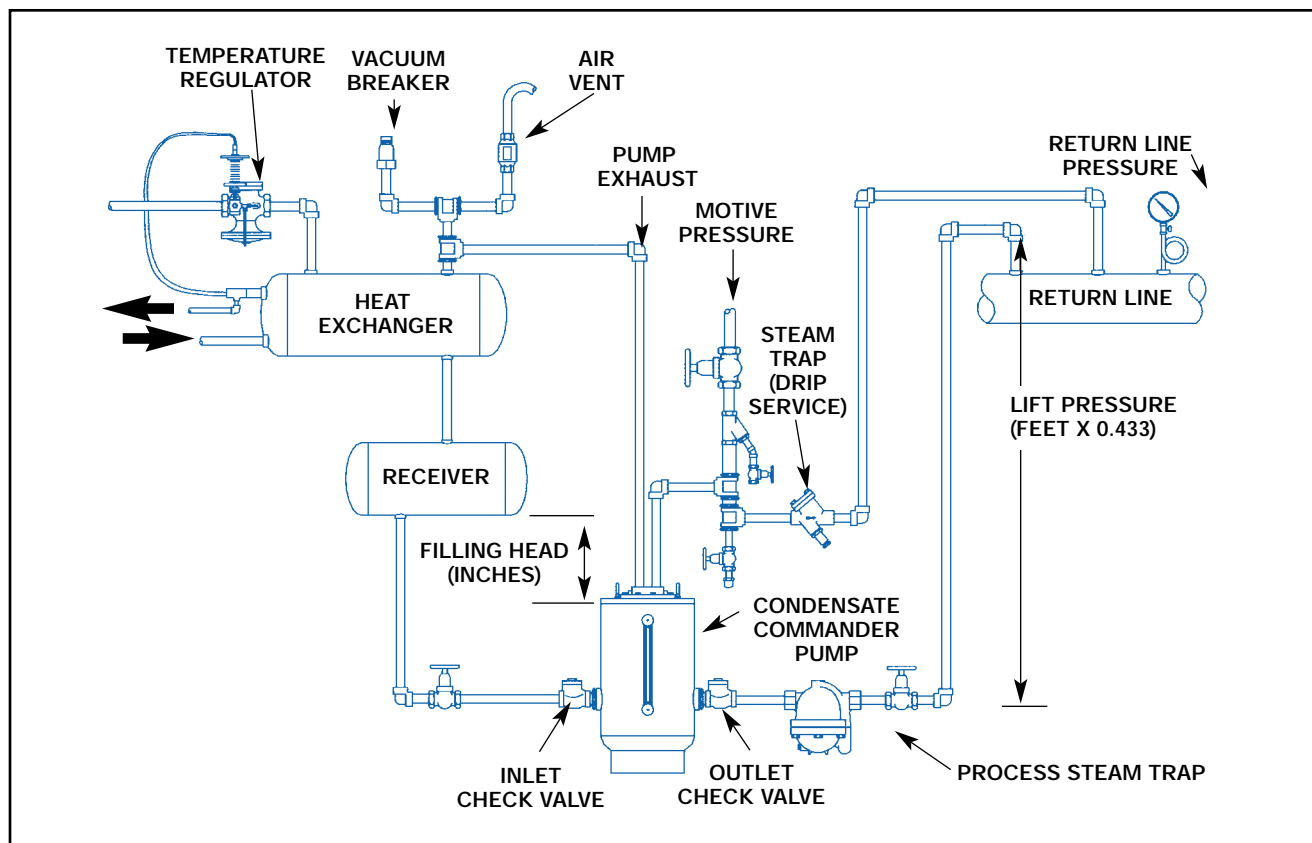 TEMPERATURE
REGULATOR
VACUUM
BREAKER
AIR
VENT
PUMP
EXHAUST
MOTIVE
PRESSURE
RETURN LINE
PRESSURE
HEAT
EXCHANGER
RETURN LINE
STEAM
TRAP
(DRIP
SERVICE)
LIFT PRESSURE
(FEET X 0.433)
RECEIVER
FILLING HEAD
(INCHES)
CONDENSATE
COMMANDER
PUMP
INLET
CHECK VALVE
OUTLET
CHECK VALVE
PROCESS STEAM TRAP